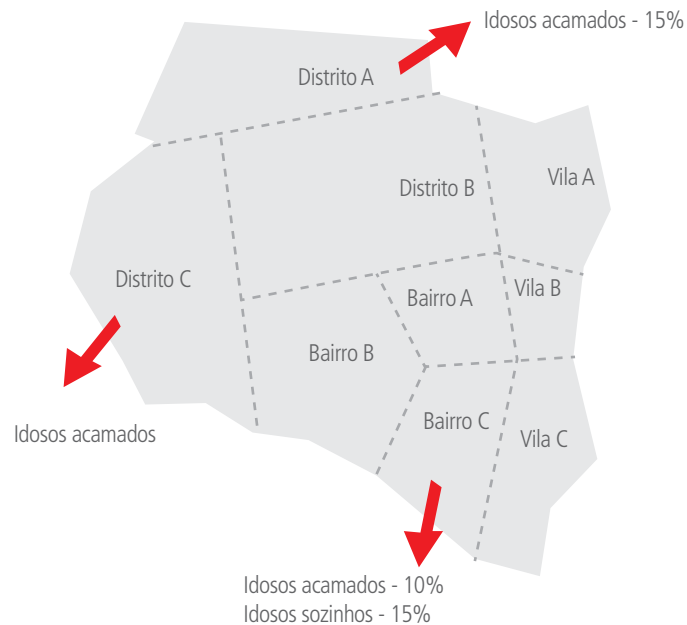 Idosos acamados - 15%
Distrito A
Distrito B
Vila A
Distrito C
Vila B
Bairro A
Bairro B
Bairro C
Vila C
Idosos acamados
Idosos acamados - 10%
Idosos sozinhos - 15%